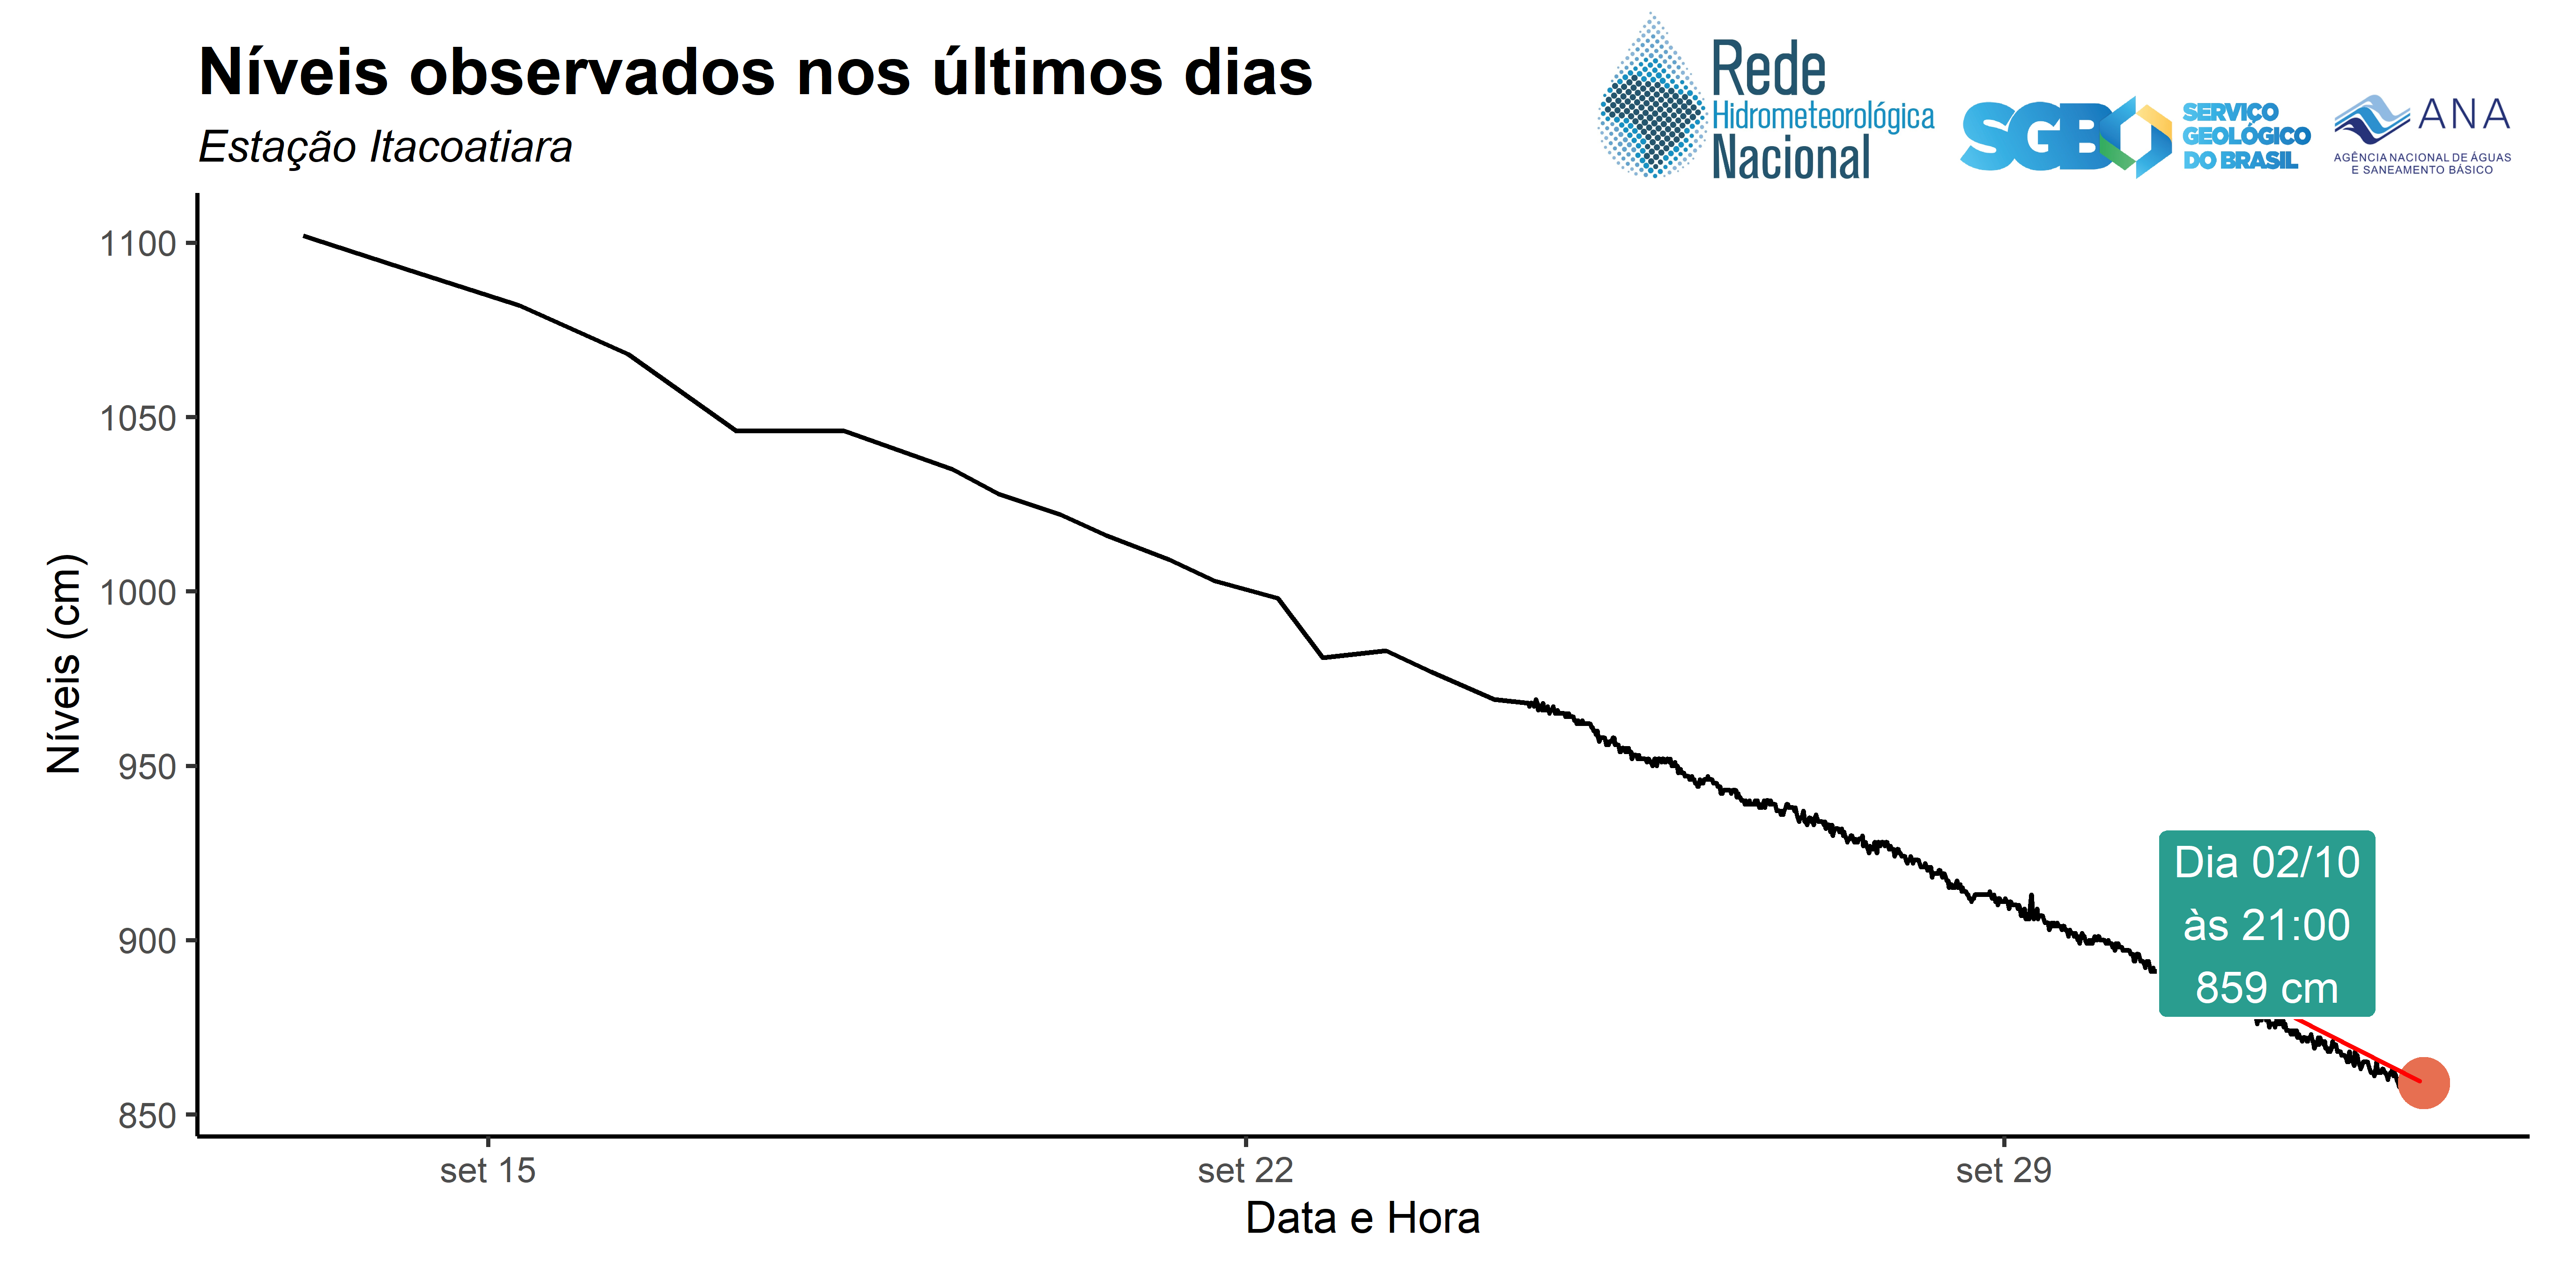 Níveis observados nos últimos dias
Estação Itacoatiara
Rede
Hidrometeorológica
Nacional
SGB
SERVIÇO
GEOLÓGICO
DO BRASIL
ANA
AGÊNCIA NACIONAL DE ÁGUAS
E SANEAMENTO BÁSICO
Níveis (cm)
1100
1050
1000
950
900
850
Dia 02/10
às 21:00
859 cm
set 15
set 22
set 29
Data e Hora